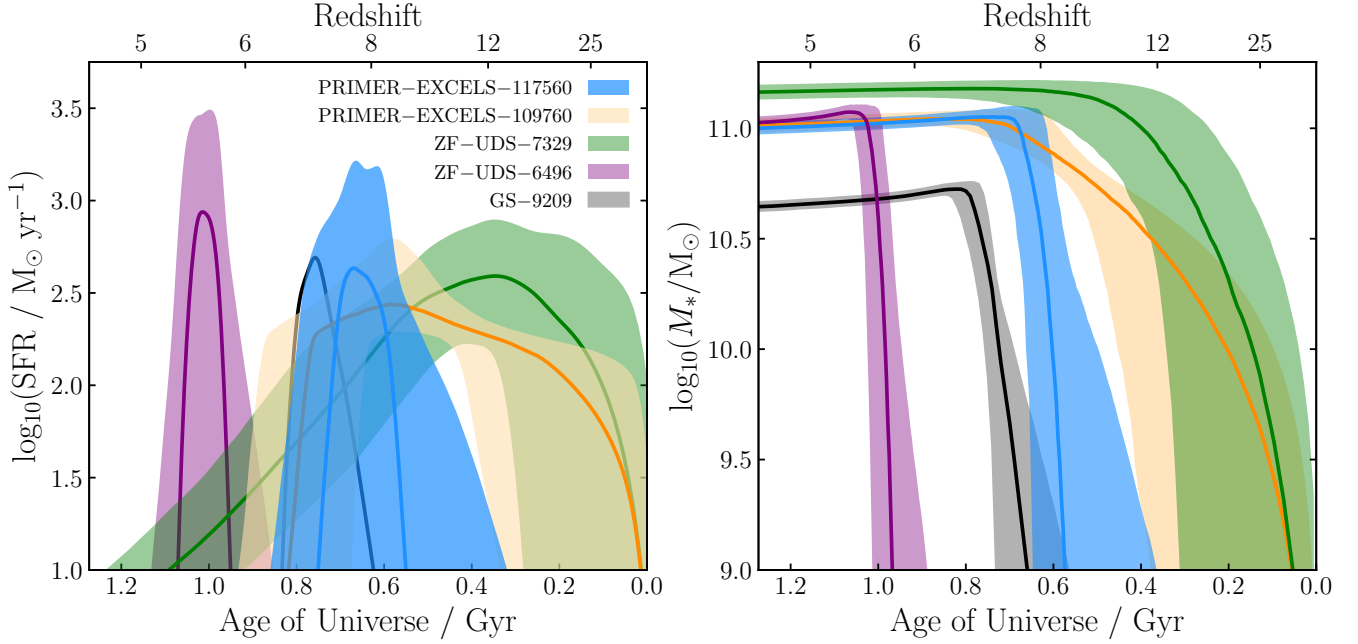 Redshift
5 6 8 12 25
log₁₀(SFR / M⊙ yr⁻¹)
3.5
3.0
2.5
2.0
1.5
1.0
PRIMER−EXCELS−117560
PRIMER−EXCELS−109760
ZF−UDS−7329
ZF−UDS−6496
GS−9209
1.2 1.0 0.8 0.6 0.4 0.2 0.0
Age of Universe / Gyr
Redshift
5 6 8 12 25
log₁₀(M∗/M⊙)
11.0
10.5
10.0
9.5
9.0
1.2 1.0 0.8 0.6 0.4 0.2 0.0
Age of Universe / Gyr